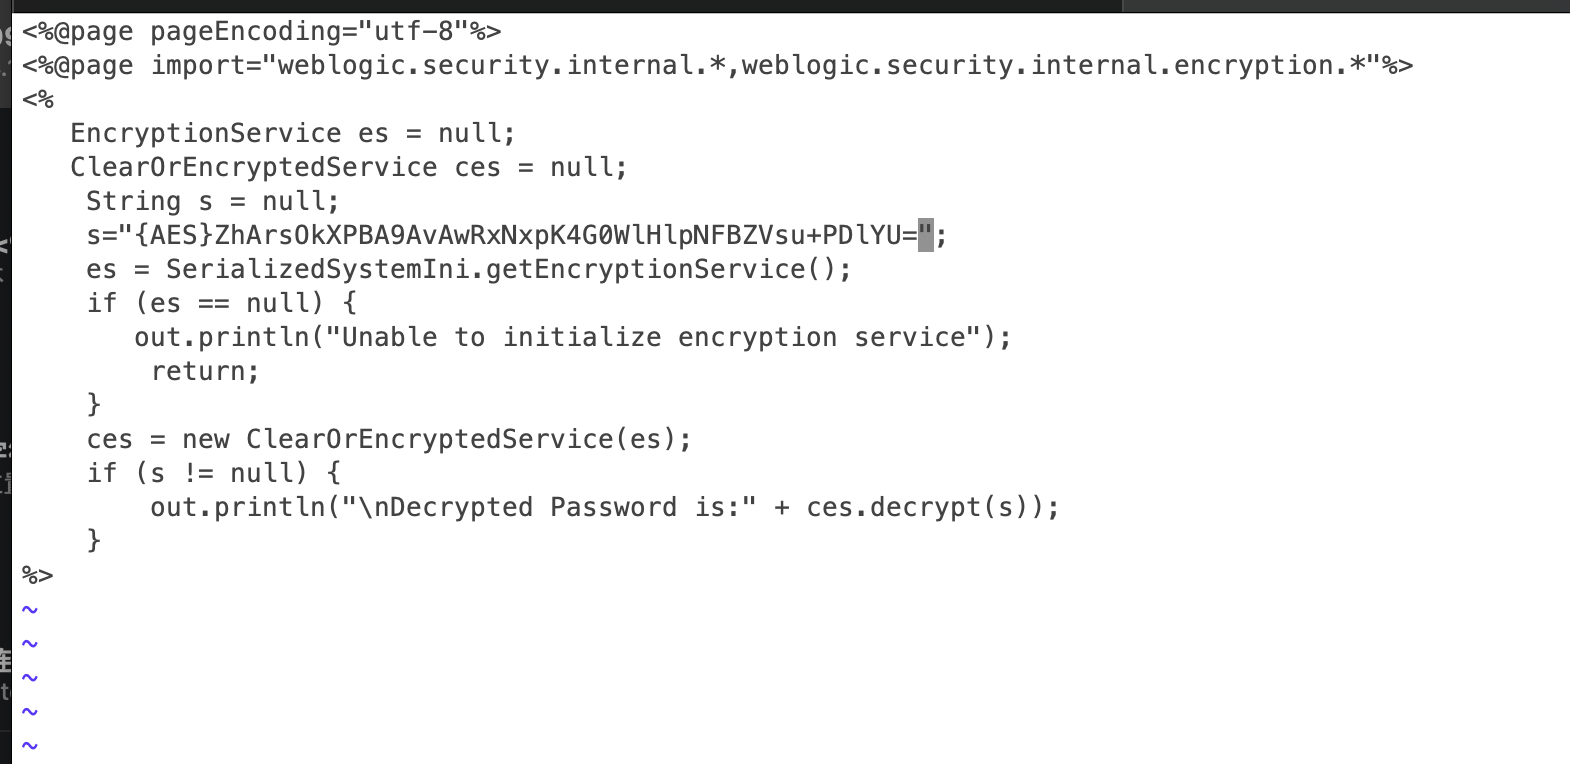 <%@page pageEncoding="utf-8"%>
<%@page import="weblogic.security.internal.*,weblogic.security.internal.encryption.*"%>
<%
   EncryptionService es = null;
   ClearOrEncryptedService ces = null;
    String s = null;
    s="{AES}ZhArsOkXPBA9AvAwRxNxpK4G0WlHlpNFBZVsu+PDlYU=";
    es = SerializedSystemIni.getEncryptionService();
    if (es == null) {
       out.println("Unable to initialize encryption service");
        return;
    }
    ces = new ClearOrEncryptedService(es);
    if (s != null) {
        out.println("\nDecrypted Password is:" + ces.decrypt(s));
    }
%>
~
~
~
~
~